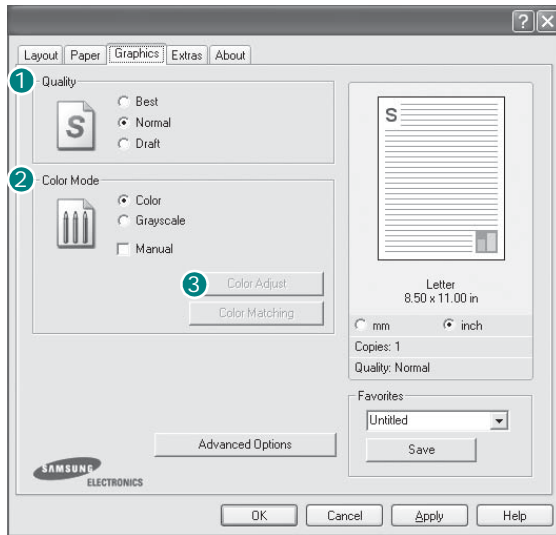 Layout Paper Graphics Extras About
1 Quality
Best
S
Normal
Draft
2 Color Mode
Color
Grayscale
Manual
3 Color Adjust
Color Matching
S
Letter
8.50 x 11.00 in
mm inch
Copies: 1
Quality: Normal
Favorites
Untitled
Save
Advanced Options
SAMSUNG
ELECTRONICS
OK Cancel Apply Help